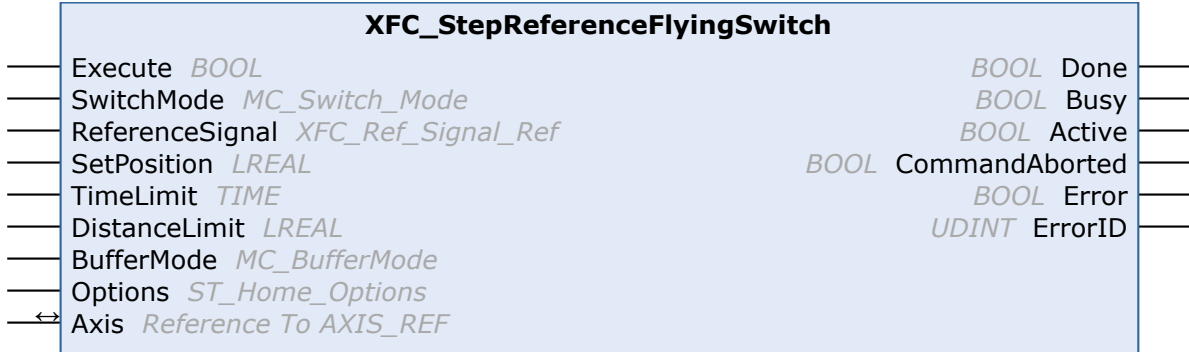 XFC_StepReferenceFlyingSwitch
Execute BOOL BOOL Done
SwitchMode MC_Switch_Mode BOOL Busy
ReferenceSignal XFC_Ref_Signal_Ref BOOL Active
SetPosition LREAL BOOL CommandAborted
TimeLimit TIME BOOL Error
DistanceLimit LREAL UDINT ErrorID
BufferMode MC_BufferMode
Options ST_Home_Options
↔ Axis Reference To AXIS_REF